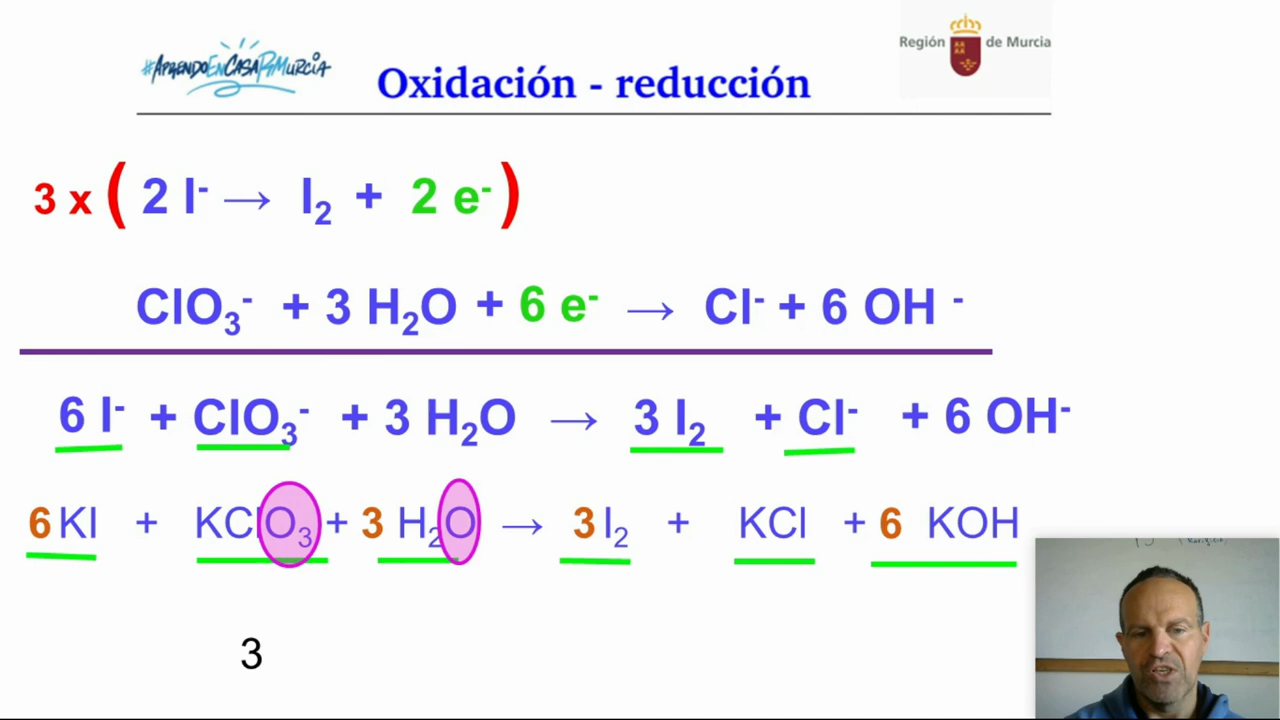 #AprendoEnCasaRMurcia
Oxidación - reducción
Región de Murcia
3 x ( 2 I⁻ → I₂ + 2 e⁻ )
ClO₃⁻ + 3 H₂O + 6 e⁻ → Cl⁻ + 6 OH ⁻
6 I⁻ + ClO₃⁻ + 3 H₂O → 3 I₂ + Cl⁻ + 6 OH⁻
6 KI + KClO₃ + 3 H₂O → 3 I₂ + KCl + 6 KOH
3